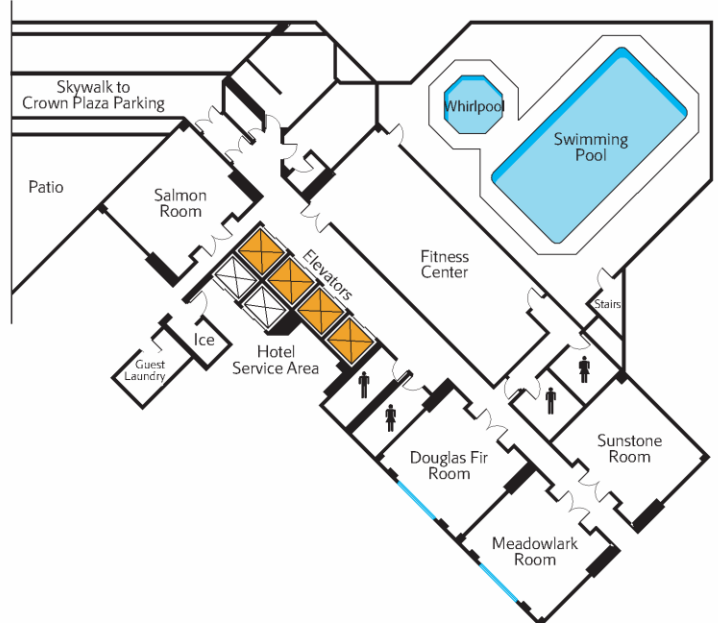 Skywalk to
Crown Plaza Parking
Whirlpool
Swimming
Pool
Patio
Salmon
Room
Elevators
Fitness
Center
Stairs
Ice
Guest
Laundry
Hotel
Service Area
Douglas Fir
Room
Sunstone
Room
Meadowlark
Room